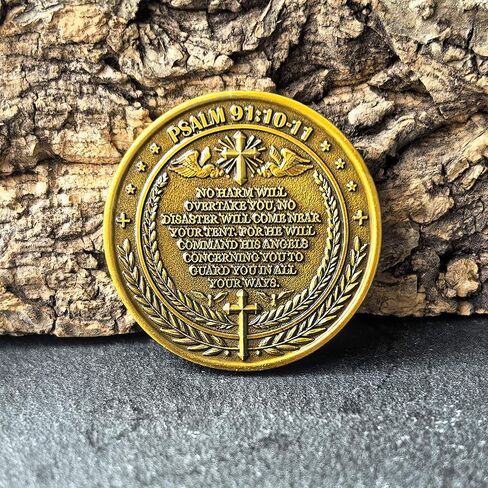 PSALM 91:10-11
NO HARM WILL
OVERTAKE YOU, NO
DISASTER WILL COME NEAR
YOUR TENT. FOR HE WILL
COMMAND HIS ANGELS
CONCERNING YOU TO
GUARD YOU IN ALL
YOUR WAYS.